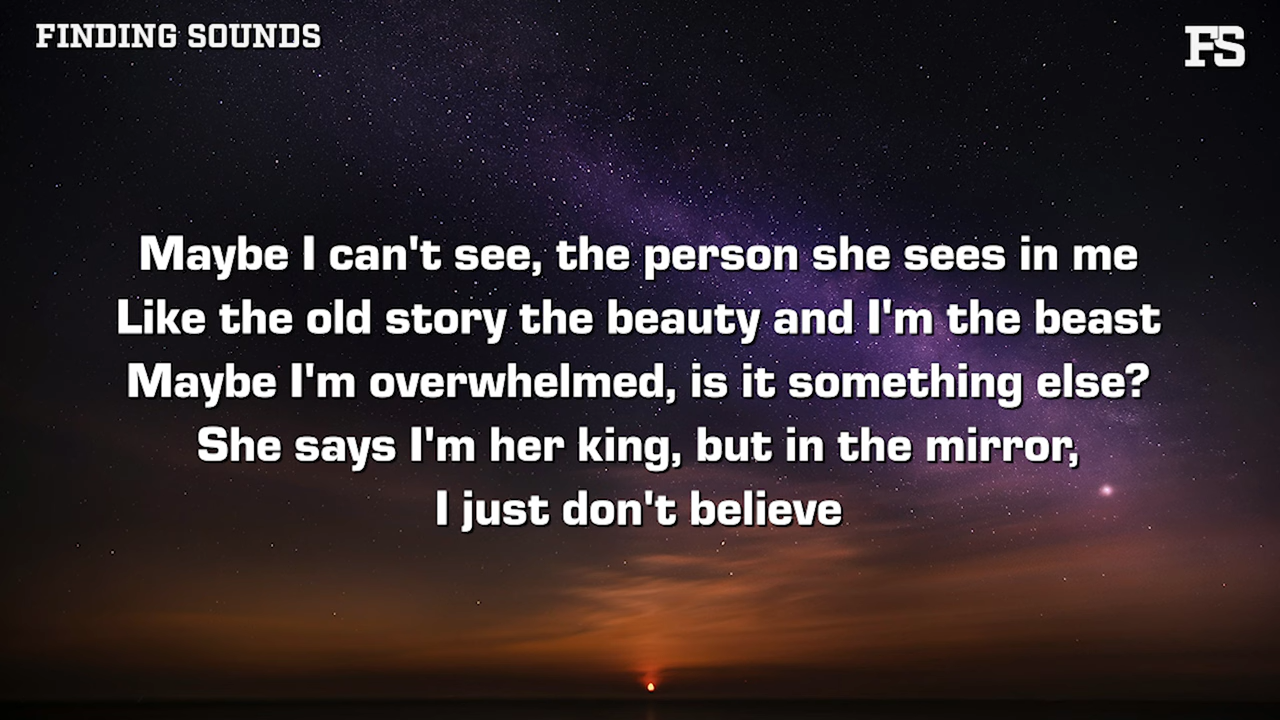 FINDING SOUNDS
FS
Maybe I can't see, the person she sees in me
Like the old story the beauty and I'm the beast
Maybe I'm overwhelmed, is it something else?
She says I'm her king, but in the mirror,
I just don't believe